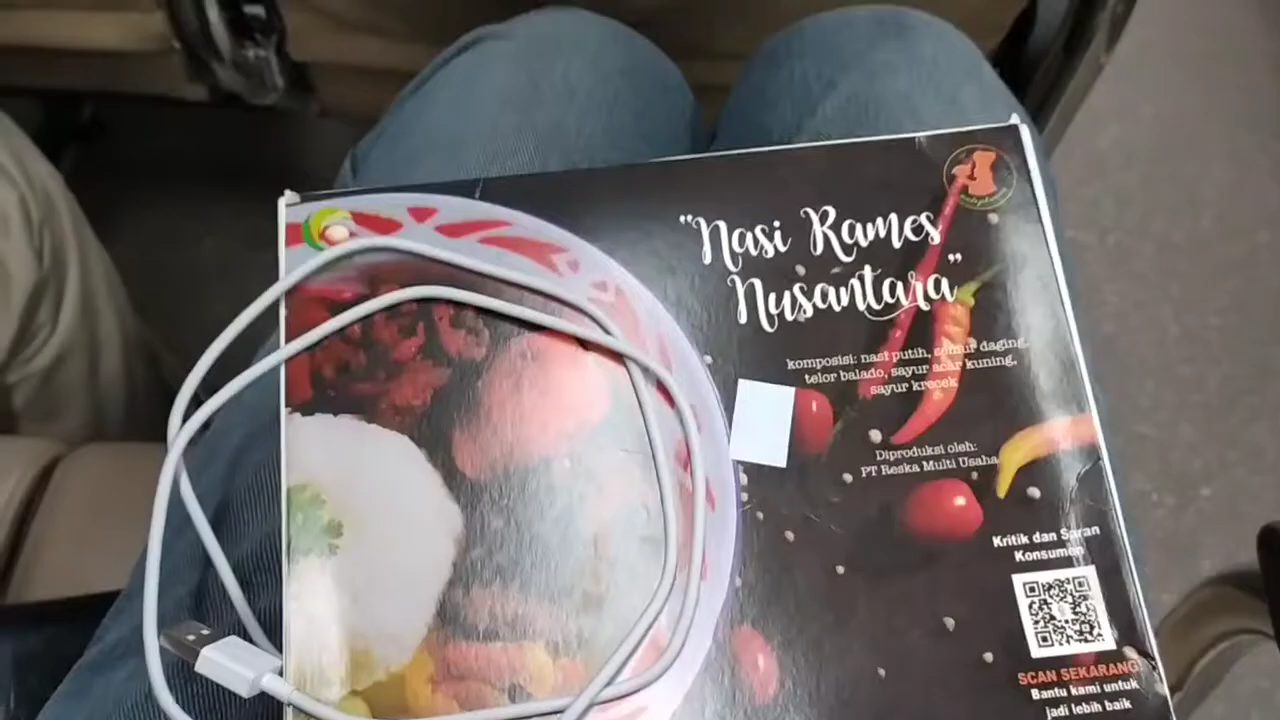 "Nasi Rames
Nusantara"
komposisi: nasi putih, semur daging,
telor balado, sayur acar kuning,
sayur krecek
Diproduksi oleh:
PT Reska Multi Usaha
Kritik dan Saran
Konsumen
SCAN SEKARANG!
Bantu kami untuk
jadi lebih baik